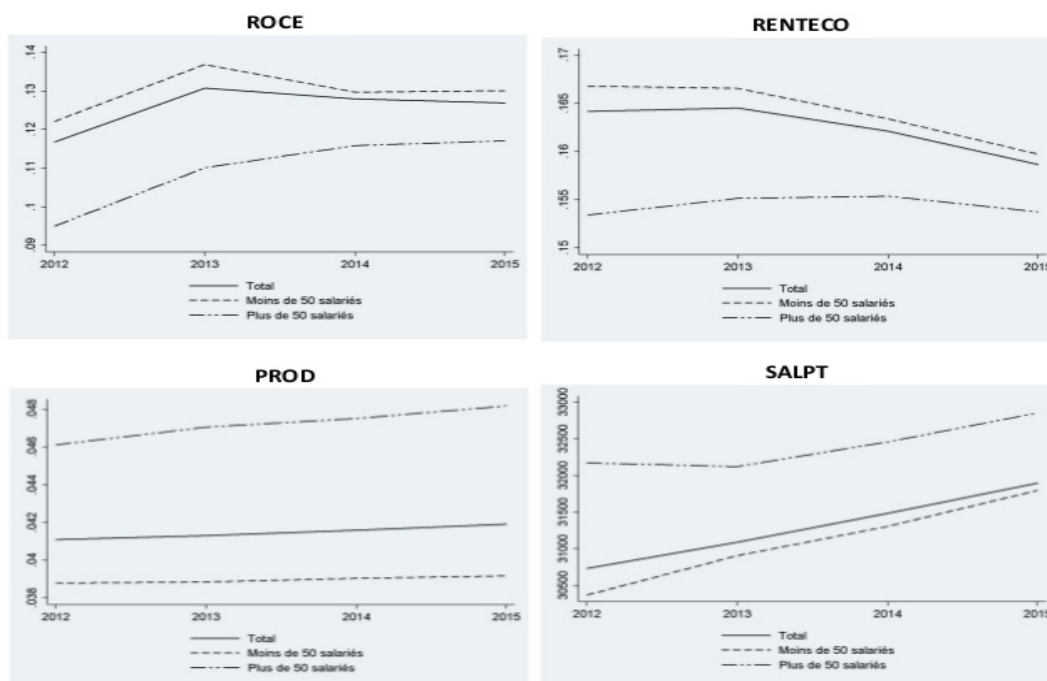 ROCE
.14
.13
.12
.11
.1
.09
2012 2013 2014 2015
Total
Moins de 50 salariés
Plus de 50 salariés
RENTECO
.17
.165
.16
.155
.15
2012 2013 2014 2015
Total
Moins de 50 salariés
Plus de 50 salariés
PROD
.048
.046
.044
.042
.04
.038
2012 2013 2014 2015
Total
Moins de 50 salariés
Plus de 50 salariés
SALPT
33000
32500
32000
31500
31000
30500
2012 2013 2014 2015
Total
Moins de 50 salariés
Plus de 50 salariés